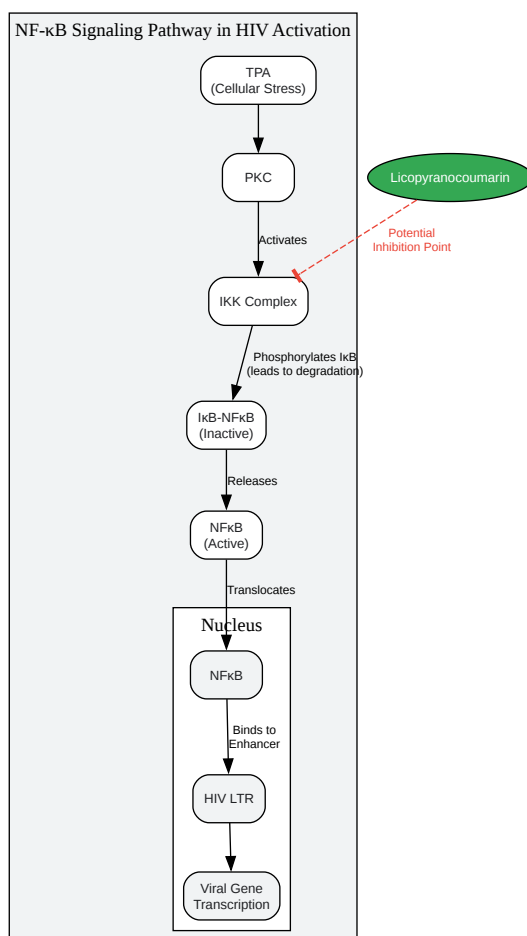 NF-κB Signaling Pathway in HIV Activation
TPA
(Cellular Stress)
PKC
Licopyranocoumarin
Activates
Potential
Inhibition Point
IKK Complex
Phosphorylates IκB
(leads to degradation)
IκB-NFκB
(Inactive)
Releases
NFκB
(Active)
Translocates
Nucleus
NFκB
Binds to
Enhancer
HIV LTR
Viral Gene
Transcription